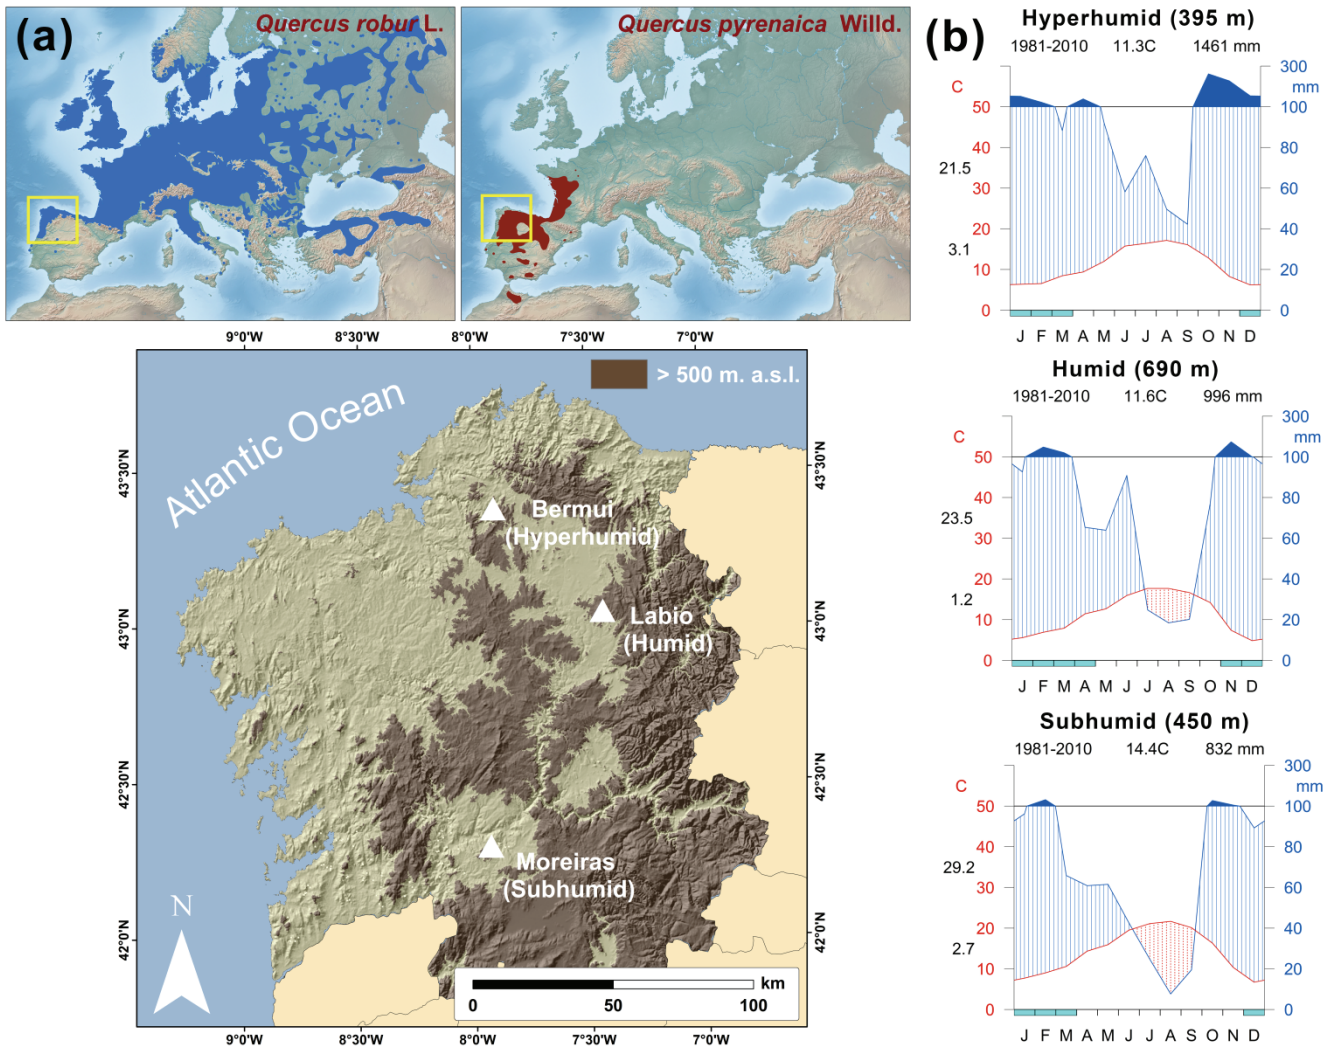 (a)
Quercus robur L.
Quercus pyrenaica Willd.
9°0'W 8°30'W 8°0'W 7°30'W 7°0'W
> 500 m. a.s.l.
Atlantic Ocean
43°30'N 43°30'N
Bermui
(Hyperhumid)
Labio
(Humid)
43°0'N 43°0'N
42°30'N 42°30'N
Moreiras
(Subhumid)
N
42°0'N 42°0'N
km
0 50 100
9°0'W 8°30'W 8°0'W 7°30'W 7°0'W
(b)
Hyperhumid (395 m)
1981-2010 11.3C 1461 mm
C 300
mm
50 100
40 80
21.5
30 60
20 40
3.1
10 20
0 0
J F M A M J J A S O N D
Humid (690 m)
1981-2010 11.6C 996 mm
300
C mm
50 100
40 80
23.5
30 60
20 40
1.2
10 20
0 0
J F M A M J J A S O N D
Subhumid (450 m)
1981-2010 14.4C 832 mm
300
C mm
50 100
40 80
29.2
30 60
20 40
2.7
10 20
0 0
J F M A M J J A S O N D